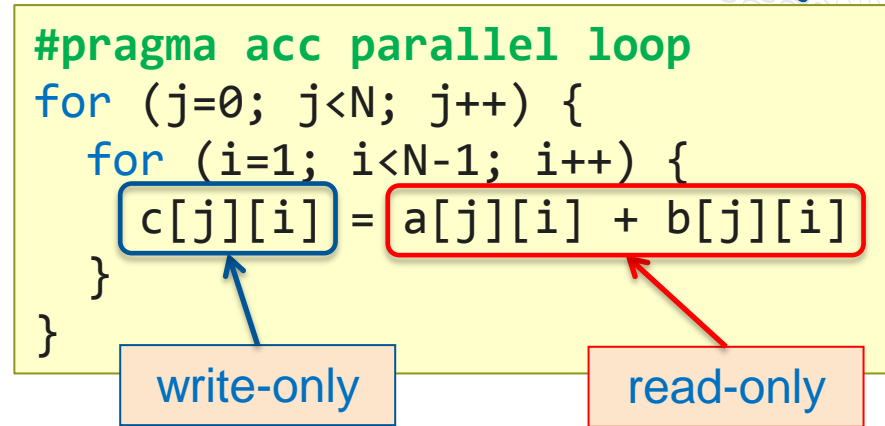 #pragma acc parallel loop
for (j=0; j<N; j++) {
for (i=1; i<N-1; i++) {
c[j][i] = a[j][i] + b[j][i]
}
}
write-only
read-only